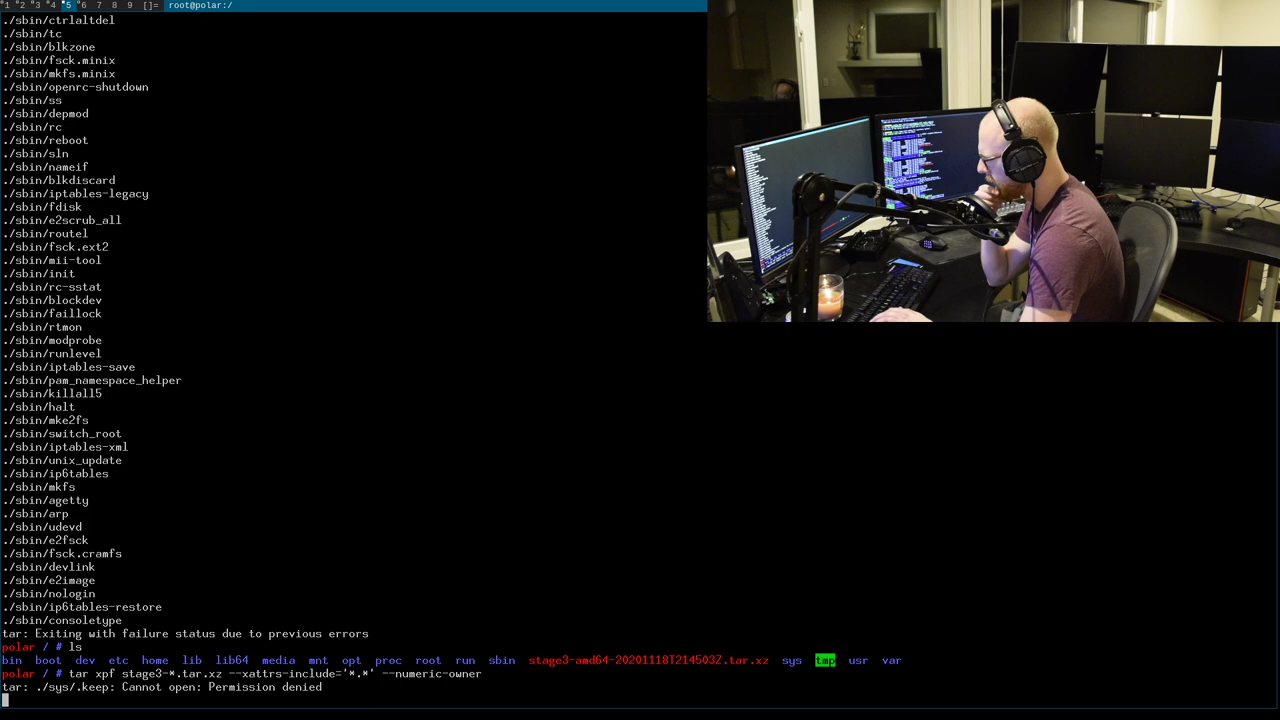 1 2 3 4 5 6 7 8 9 []= root@polar:/
./sbin/ctrlaltdel
./sbin/tc
./sbin/blkzone
./sbin/fsck.minix
./sbin/mkfs.minix
./sbin/openrc-shutdown
./sbin/ss
./sbin/depmod
./sbin/rc
./sbin/reboot
./sbin/sln
./sbin/nameif
./sbin/blkdiscard
./sbin/iptables-legacy
./sbin/fdisk
./sbin/e2scrub_all
./sbin/routel
./sbin/fsck.ext2
./sbin/mii-tool
./sbin/init
./sbin/rc-sstat
./sbin/blockdev
./sbin/faillock
./sbin/rtmon
./sbin/modprobe
./sbin/runlevel
./sbin/iptables-save
./sbin/pam_namespace_helper
./sbin/killall5
./sbin/halt
./sbin/mke2fs
./sbin/switch_root
./sbin/iptables-xml
./sbin/unix_update
./sbin/ip6tables
./sbin/mkfs
./sbin/agetty
./sbin/arp
./sbin/udevd
./sbin/e2fsck
./sbin/fsck.cramfs
./sbin/devlink
./sbin/e2image
./sbin/nologin
./sbin/ip6tables-restore
./sbin/consoletype
tar: Exiting with failure status due to previous errors
polar / # ls
bin boot dev etc home lib lib64 media mnt opt proc root run sbin stage3-amd64-20201118T214503Z.tar.xz sys tmp usr var
polar / # tar xpf stage3-*.tar.xz --xattrs-include='*.*' --numeric-owner
tar: ./sys/.keep: Cannot open: Permission denied